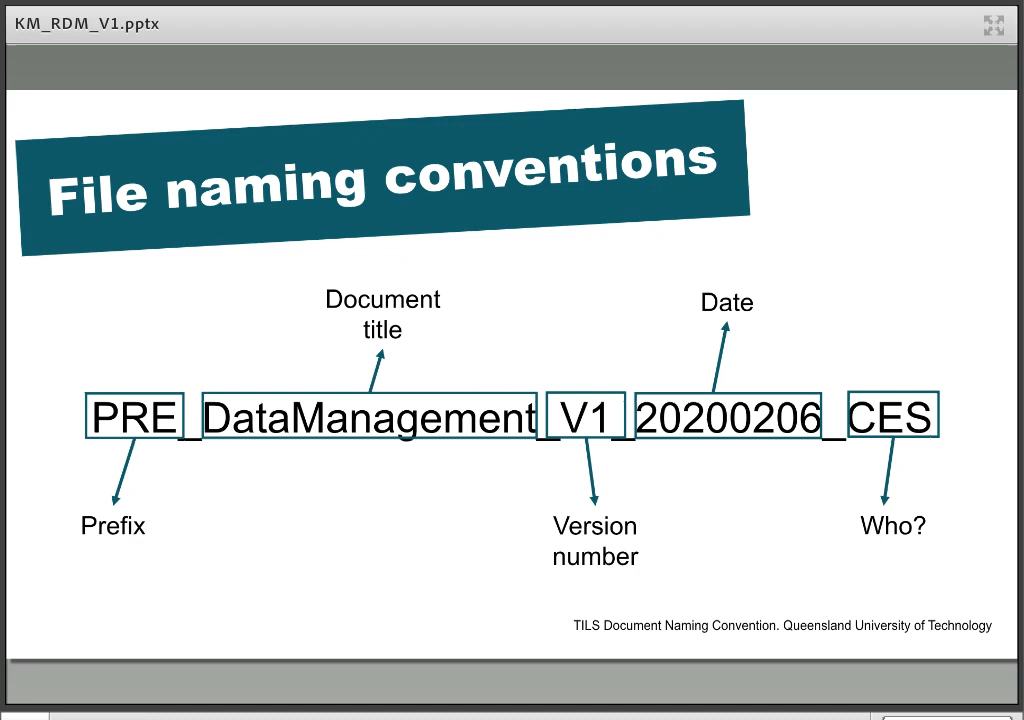 KM_RDM_V1.pptx
File naming conventions
Document
title
Date
PRE_DataManagement_V1_20200206_CES
Prefix
Version
number
Who?
TILS Document Naming Convention. Queensland University of Technology